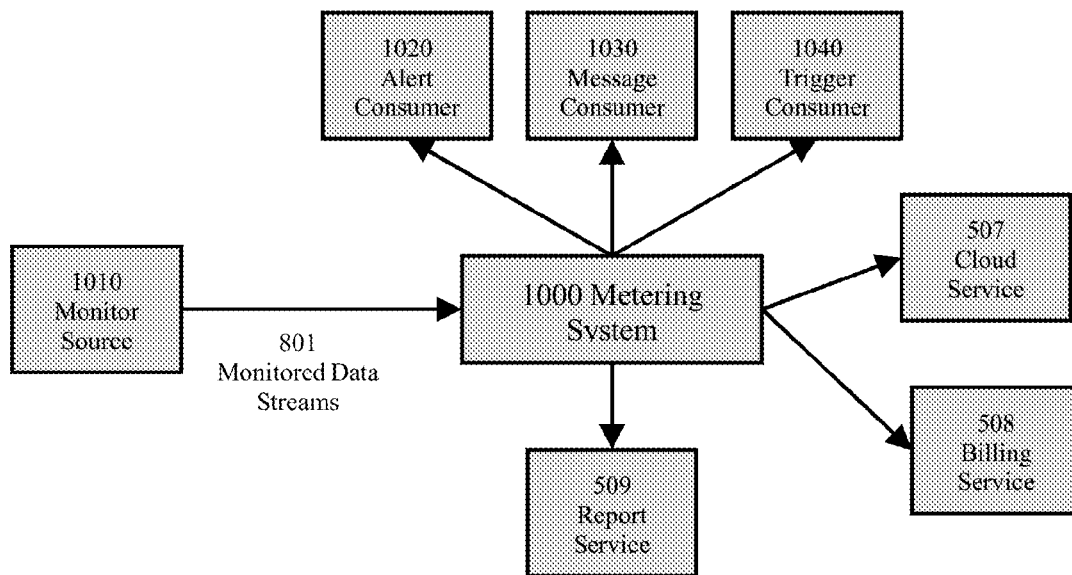 1020
Alert
Consumer
1030
Message
Consumer
1040
Trigger
Consumer
1010
Monitor
Source
801
Monitored Data
Streams
1000 Metering
System
507
Cloud
Service
508
Billing
Service
509
Report
Service